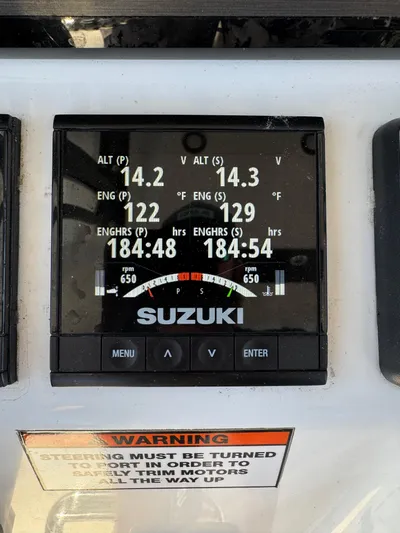 ALT (P) V ALT (S) V
14.2 14.3
ENG (P) °F ENG (S) °F
122 129
ENGHRS (P) hrs ENGHRS (S) hrs
184:48 184:54
rpm rpm
650 650
P S
SUZUKI
MENU ∧ ∨ ENTER
WARNING
STEERING MUST BE TURNED
TO PORT IN ORDER TO
SAFELY TRIM MOTORS
ALL THE WAY UP